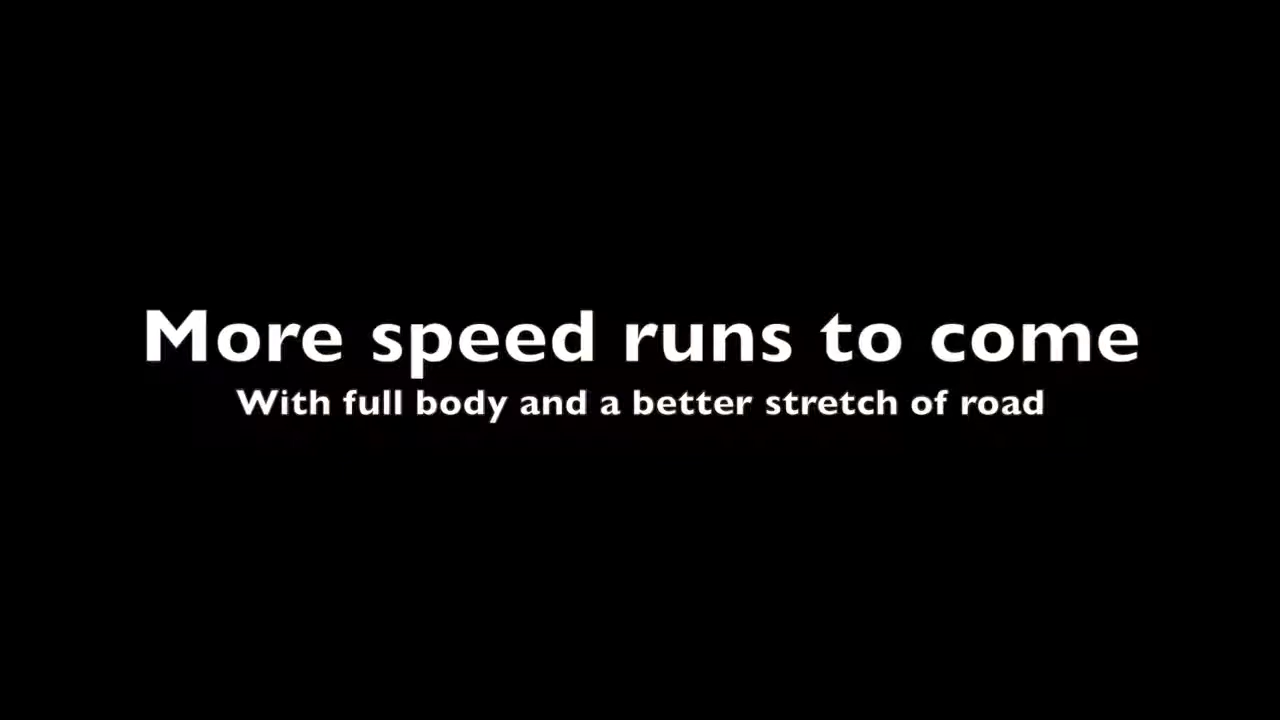 More speed runs to come
With full body and a better stretch of road